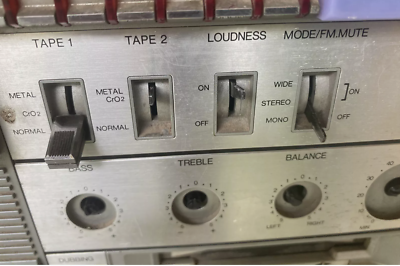 TAPE 1 TAPE 2 LOUDNESS MODE/FM.MUTE
METAL
CrO2
NORMAL
METAL
CrO2
NORMAL
ON
OFF
WIDE
STEREO
MONO
ON
OFF
BASS TREBLE BALANCE
LEFT RIGHT
DUBBING